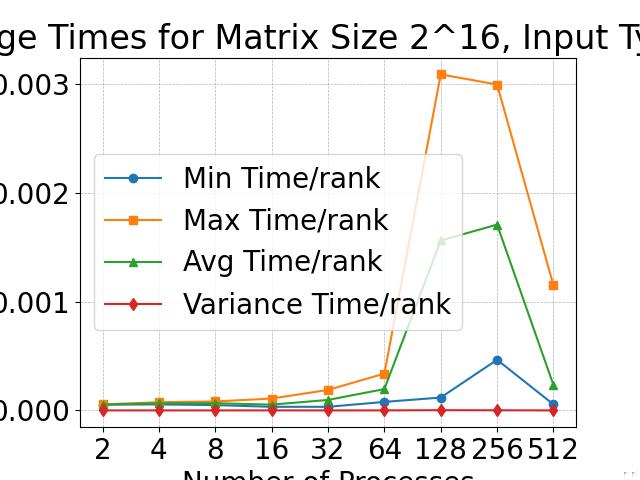 ge Times for Matrix Size 2^16, Input Ty
0.003
0.002
0.001
0.000
Min Time/rank
Max Time/rank
Avg Time/rank
Variance Time/rank
2 4 8 16 32 64 128 256 512
Number of Processes